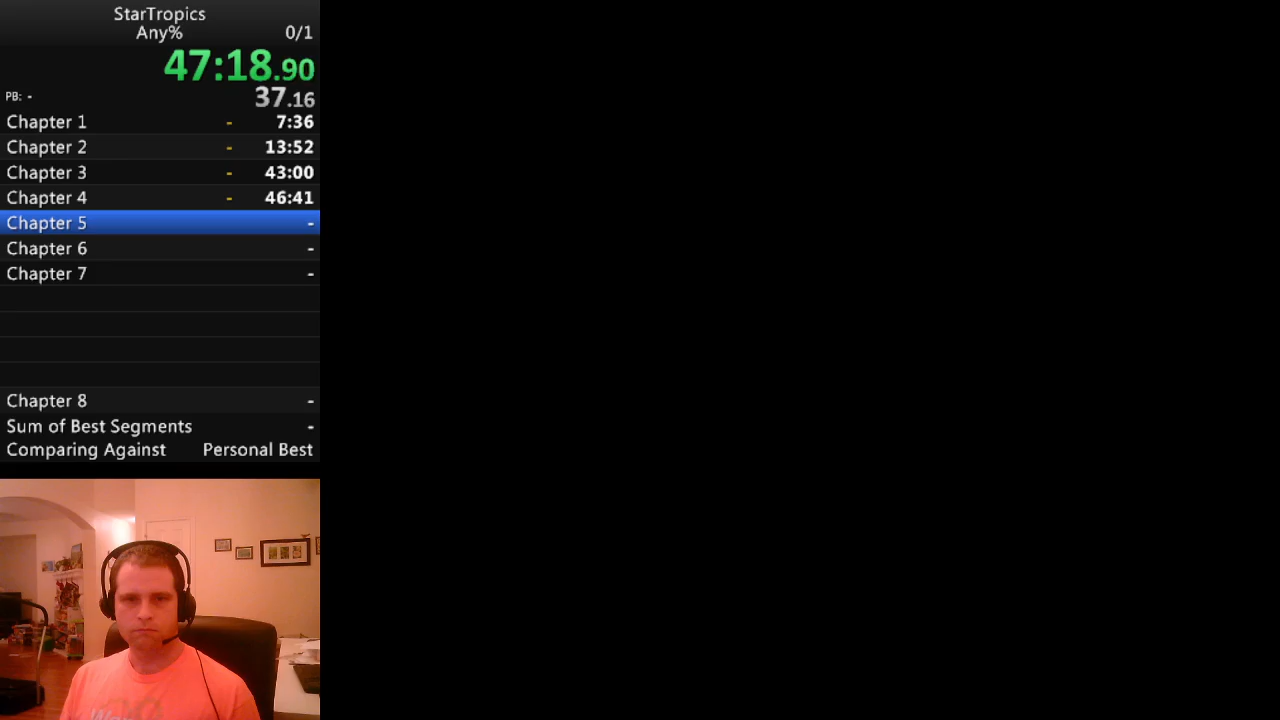 StarTropics
Any% 0/1
47:18.90
PB: - 37.16
Chapter 1 - 7:36
Chapter 2 - 13:52
Chapter 3 - 43:00
Chapter 4 - 46:41
Chapter 5 -
Chapter 6 -
Chapter 7 -
Chapter 8 -
Sum of Best Segments -
Comparing Against Personal Best